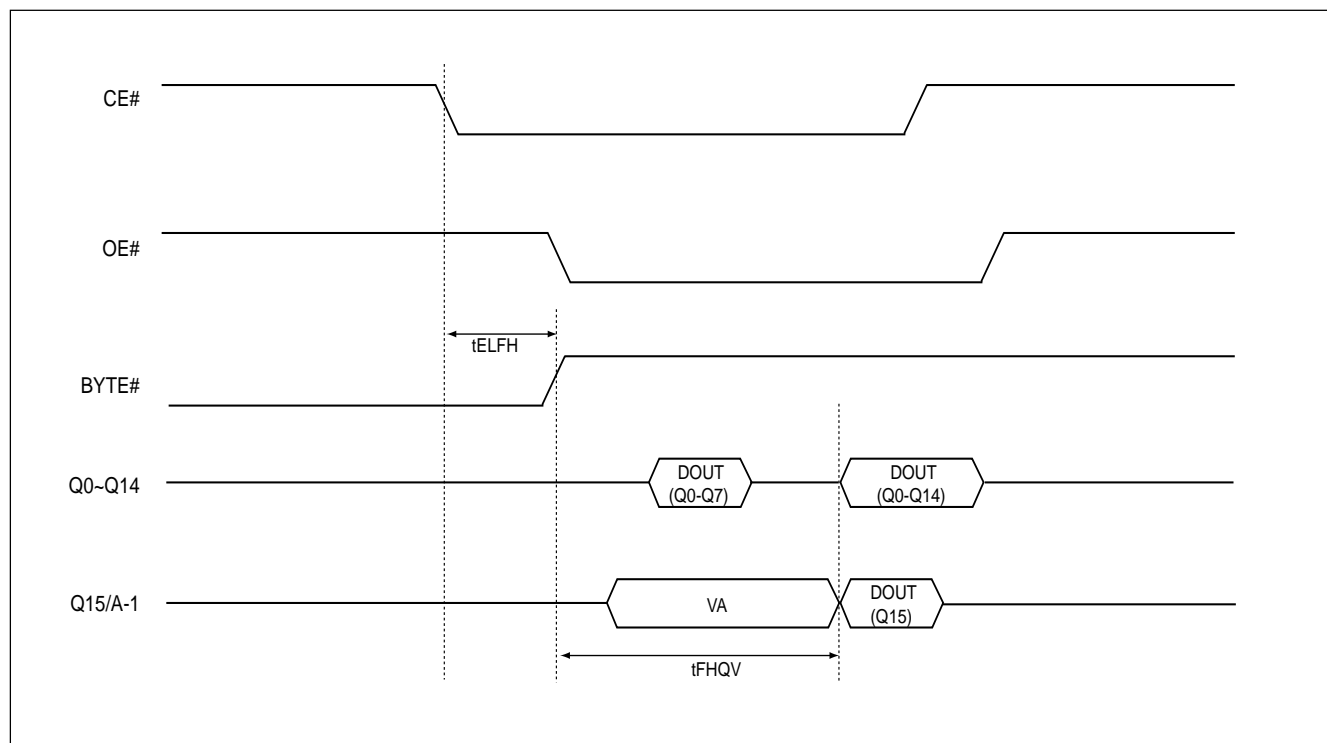 CE#
OE#
tELFH
BYTE#
Q0~Q14
DOUT
(Q0-Q7)
DOUT
(Q0-Q14)
Q15/A-1
VA
DOUT
(Q15)
tFHQV